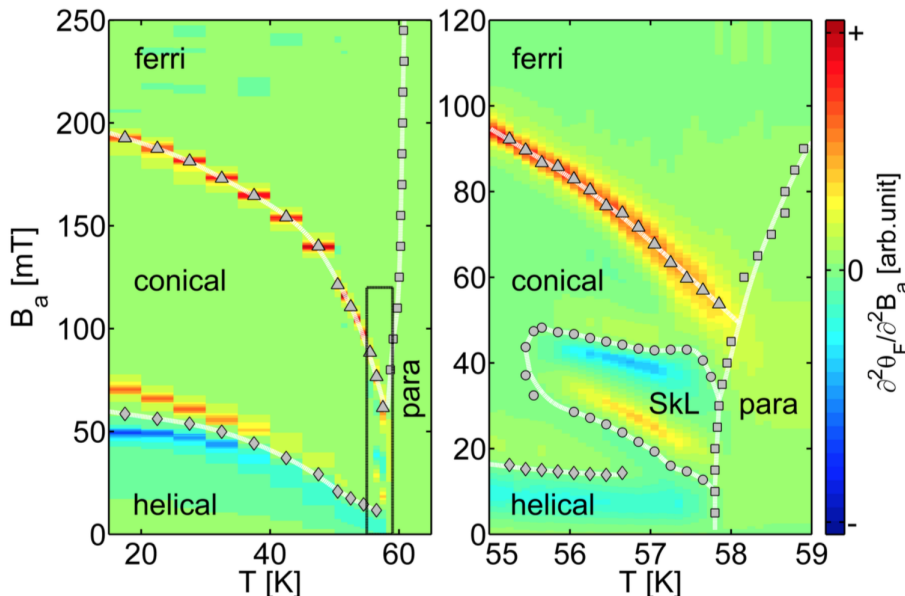 250
200
150
100
50
0
B_a [mT]
ferri
conical
helical
para
20
40
60
T [K]
120
100
80
60
40
20
0
ferri
conical
SkL
para
helical
55
56
57
58
59
T [K]
+
0
-
∂²θ_F/∂²B_a [arb.unit]